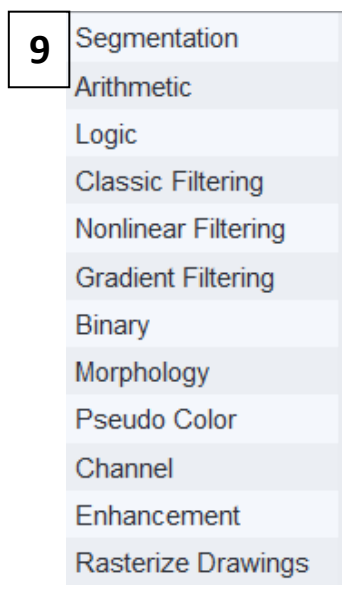 9
Segmentation
Arithmetic
Logic
Classic Filtering
Nonlinear Filtering
Gradient Filtering
Binary
Morphology
Pseudo Color
Channel
Enhancement
Rasterize Drawings